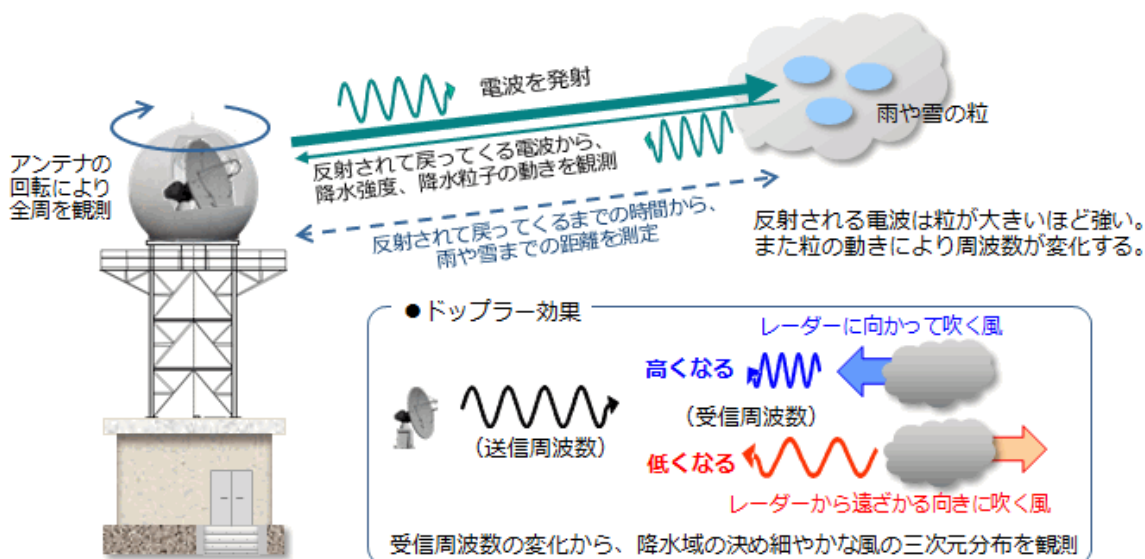 電波を発射
雨や雪の粒
アンテナの
回転により
全周を観測
反射されて戻ってくる電波から、
降水強度、降水粒子の動きを観測
反射されて戻ってくるまでの時間から、
雨や雪までの距離を測定
反射される電波は粒が大きいほど強い。
また粒の動きにより周波数が変化する。
●ドップラー効果
レーダーに向かって吹く風
高くなる
(送信周波数)
(受信周波数)
低くなる
レーダーから遠ざかる向きに吹く風
受信周波数の変化から、降水域の決め細やかな風の三次元分布を観測